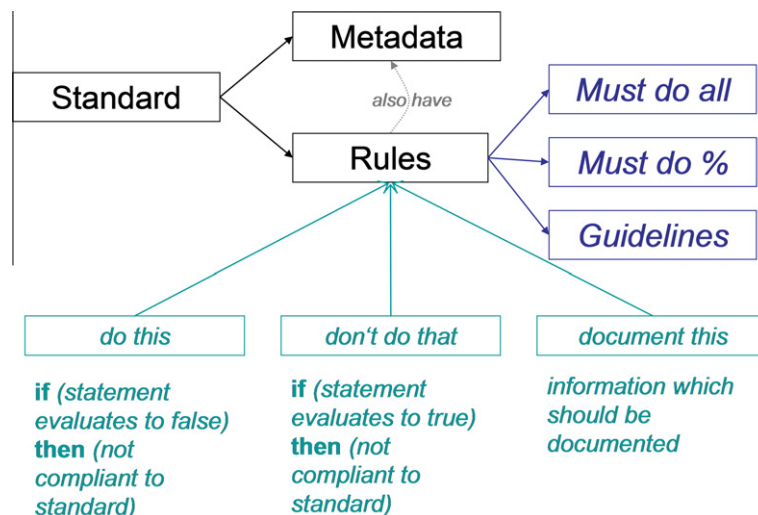 Metadata
Standard
also have
Rules
Must do all
Must do %
Guidelines
do this
don't do that
document this
if (statement
evaluates to false)
then (not
compliant to
standard)
if (statement
evaluates to true)
then (not
compliant to
standard)
information which
should be
documented